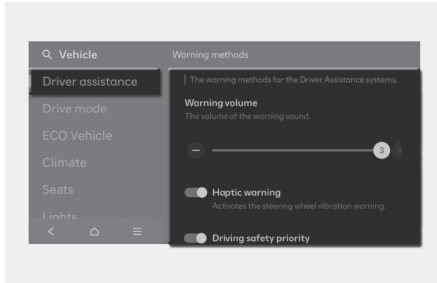 Vehicle
Warning methods
Driver assistance
The warning methods for the Driver Assistance systems.
Drive mode
Warning volume
The volume of the warning sound.
ECO Vehicle
3
Climate
Seats
Haptic warning
Activates the steering wheel vibration warning.
Lights
Driving safety priority